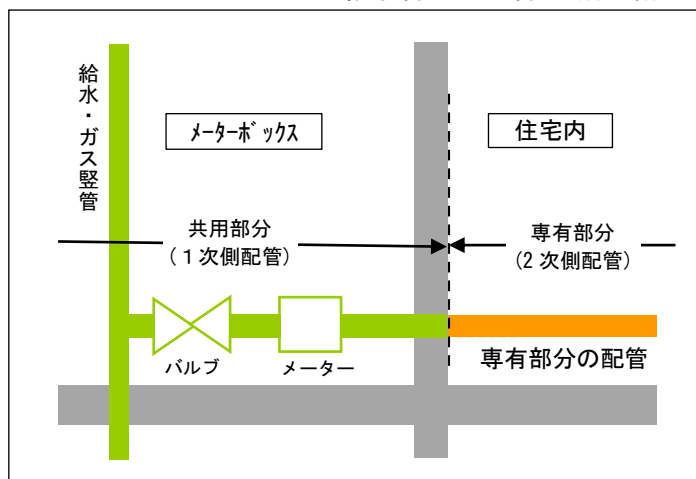 給水・ガス竪管
メーターボックス
住宅内
共用部分
(1次側配管)
専有部分
(2次側配管)
バルブ
メーター
専有部分の配管